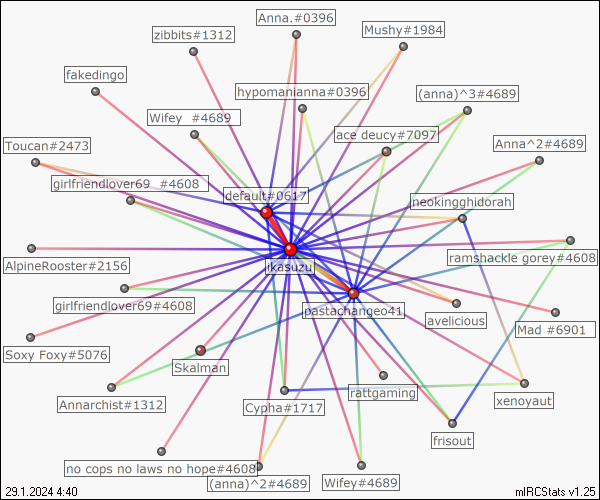 Anna.#0396
zibbits#1312
Mushy#1984
fakedingo
hypomanianna#0396
(anna)^3#4689
Wifey   #4689
ace deucy#7097
Toucan#2473
Anna^2#4689
girlfriendlover69   #4608
default#0617
neokingghidorah
AlpineRooster#2156
ikasuzu
ramshackle gorey#4608
girlfriendlover69#4608
pastachangeo41
avelicious
Mad #6901
Soxy Foxy#5076
Skalman
rattgaming
Annarchist#1312
Cypha#1717
xenoyaut
frisout
no cops no laws no hope#4608
(anna)^2#4689
Wifey#4689
29.1.2024 4:40
mIRCStats v1.25